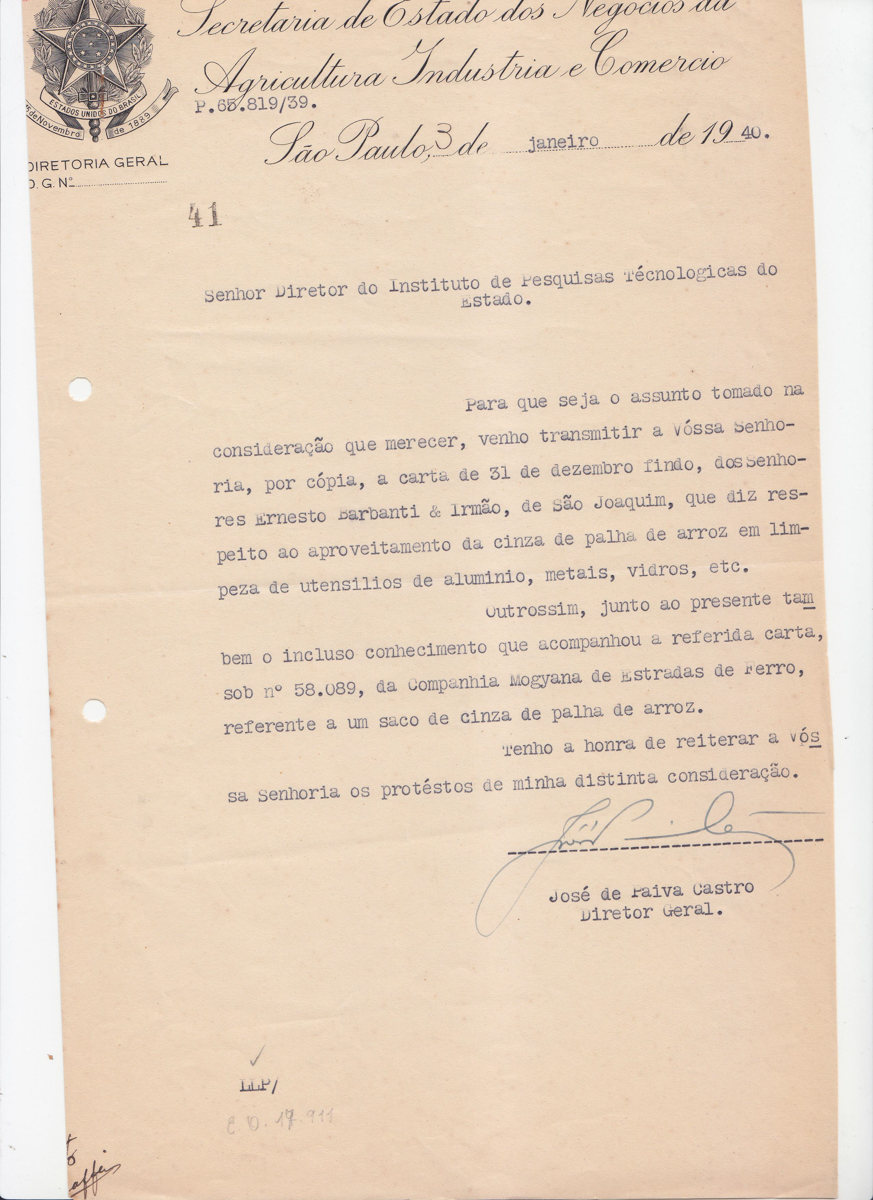 Secretaria de Estado dos Negocios da
Agricultura Industria e Comercio
ESTADOS UNIDOS DO BRASIL
15 de Novembro de 1889
P.65.819/39.
São Paulo, 3 de janeiro de 1940.
DIRETORIA GERAL
D. G. Nº
41
Senhor Diretor do Instituto de Pesquisas Técnologicas do
Estado.
Para que seja o assunto tomado na
consideração que merecer, venho transmitir a Vóssa Senho-
ria, por cópia, a carta de 31 de dezembro findo, dos Senho-
res Ernesto Barbanti & Irmão, de São Joaquim, que diz res-
peito ao aproveitamento da cinza de palha de arroz em lim-
peza de utensilios de aluminio, metais, vidros, etc.
Outrossim, junto ao presente tam
bem o incluso conhecimento que acompanhou a referida carta,
sob nº 58.089, da Companhia Mogyana de Estradas de Ferro,
referente a um saco de cinza de palha de arroz.
Tenho a honra de reiterar a Vós
sa Senhoria os protéstos de minha distinta consideração.
José de Paiva Castro
Diretor Geral.
LLP/